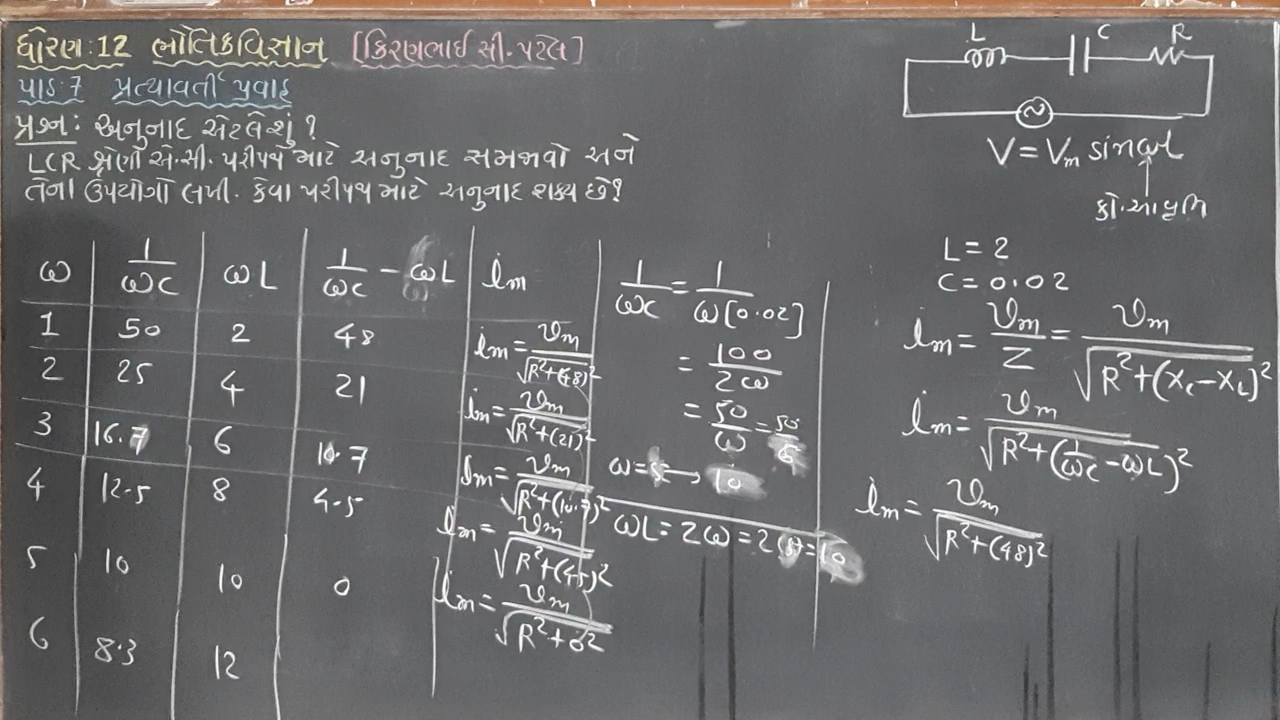 ધોરણ: 12 ભૌતિકવિજ્ઞાન [કિરણભાઈ સી. પટેલ]
પાઠ: 7 પ્રત્યાવર્તી પ્રવાહ
પ્રશ્ન: અનુનાદ એટલે શું?
LCR શ્રેણી એ.સી. પરીપથ માટે અનુનાદ સમજાવો અને
તેના ઉપયોગો લખો. કેવા પરીપથ માટે અનુનાદ શક્ય છે?
L C R
V = Vm sinωt
કો. આવૃત્તિ
ω | 1/ωC | ωL | 1/ωC - ωL | im
1 | 50 | 2 | 48 | im = vm/√R²+(48)²
2 | 25 | 4 | 21 | im = vm/√R²+(21)²
3 | 16.7 | 6 | 10.7 | im = vm/√R²+(10.7)²
4 | 12.5 | 8 | 4.5 | im = vm/√R²+(4.5)²
5 | 10 | 10 | 0 | im = vm/√R²+0²
6 | 8.3 | 12
1/ωC = 1/ω[0.02]
= 100/2ω
= 50/ω = 50/
ω = 5 → 10
ωL = 2ω = 2(5) = 10
L = 2
C = 0.02
im = vm/Z = vm/√R²+(Xc-XL)²
im = vm/√R²+(1/ωC-ωL)²
im = vm/√R²+(48)²